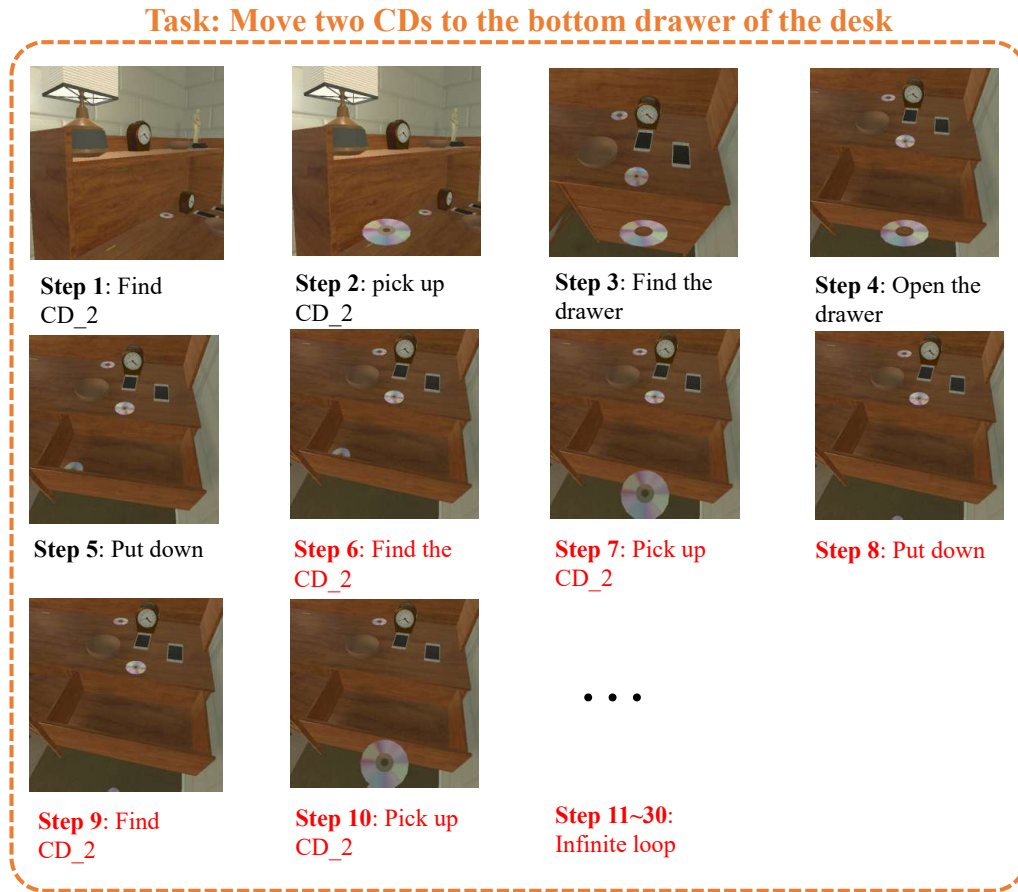 Task: Move two CDs to the bottom drawer of the desk
Step 1: Find
CD_2
Step 2: pick up
CD_2
Step 3: Find the
drawer
Step 4: Open the
drawer
Step 5: Put down
Step 6: Find the
CD_2
Step 7: Pick up
CD_2
Step 8: Put down
Step 9: Find
CD_2
Step 10: Pick up
CD_2
. . .
Step 11~30:
Infinite loop